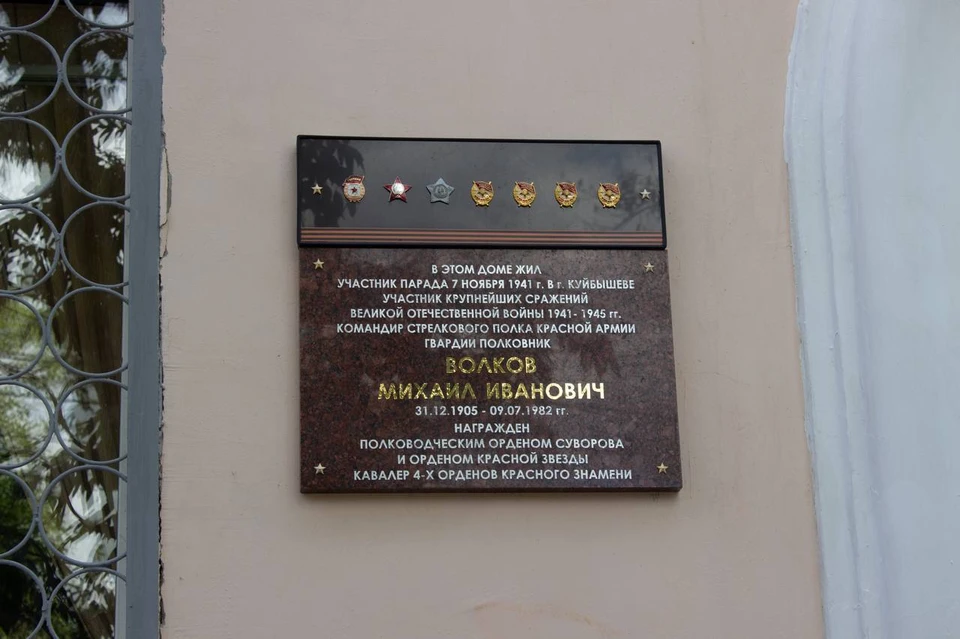 В ЭТОМ ДОМЕ ЖИЛ
УЧАСТНИК ПАРАДА 7 НОЯБРЯ 1941 г. В г. КУЙБЫШЕВЕ
УЧАСТНИК КРУПНЕЙШИХ СРАЖЕНИЙ
ВЕЛИКОЙ ОТЕЧЕСТВЕННОЙ ВОЙНЫ 1941- 1945 гг.
КОМАНДИР СТРЕЛКОВОГО ПОЛКА КРАСНОЙ АРМИИ
ГВАРДИИ ПОЛКОВНИК
ВОЛКОВ
МИХАИЛ ИВАНОВИЧ
31.12.1905 - 09.07.1982 гг.
НАГРАЖДЕН
ПОЛКОВОДЧЕСКИМ ОРДЕНОМ СУВОРОВА
И ОРДЕНОМ КРАСНОЙ ЗВЕЗДЫ
КАВАЛЕР 4-Х ОРДЕНОВ КРАСНОГО ЗНАМЕНИ